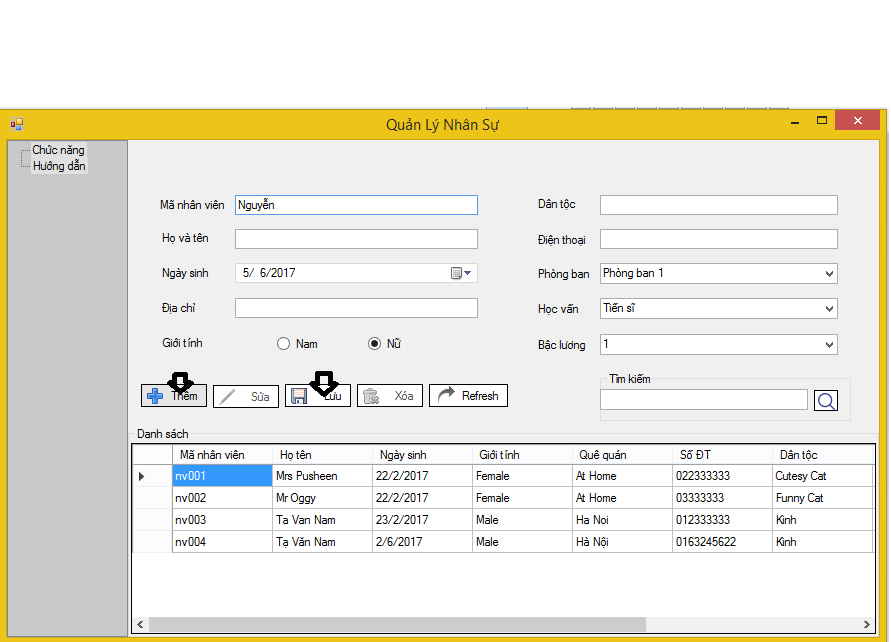 Quản Lý Nhân Sự
Chức năng
Hướng dẫn
Mã nhân viên Nguyễn
Dân tộc
Họ và tên
Điện thoại
Ngày sinh 5/ 6/2017
Phòng ban Phòng ban 1
Địa chỉ
Học vấn Tiến sĩ
Giới tính Nam Nữ
Bậc lương 1
Tìm kiếm
Thêm Sửa Lưu Xóa Refresh
Danh sách
Mã nhân viên Họ tên Ngày sinh Giới tính Quê quán Số ĐT Dân tộc
nv001 Mrs Pusheen 22/2/2017 Female At Home 022333333 Cutesy Cat
nv002 Mr Oggy 22/2/2017 Female At Home 03333333 Funny Cat
nv003 Ta Van Nam 23/2/2017 Male Ha Noi 012333333 Kinh
nv004 Tạ Văn Nam 2/6/2017 Male Hà Nội 0163245622 Kinh